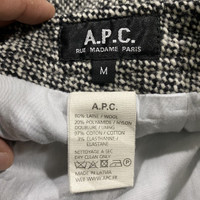 A.P.C.
RUE MADAME PARIS
M
A.P.C.
80% LAINE / WOOL
20% POLYAMIDE / NYLON
DOUBLURE / LINING
97% COTON / COTTON
3% ELASTHANNE /
ELASTANE
NETTOYAGE A SEC
DRY CLEAN ONLY
MADE IN LATVIA
WWW.APC.FR